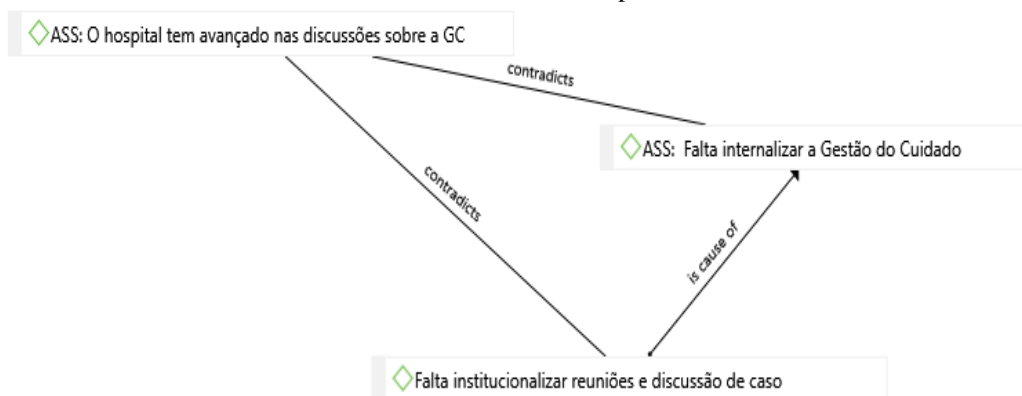 ASS: O hospital tem avançado nas discussões sobre a GC
contradicts
ASS: Falta internalizar a Gestão do Cuidado
contradicts
is cause of
Falta institucionalizar reuniões e discussão de caso